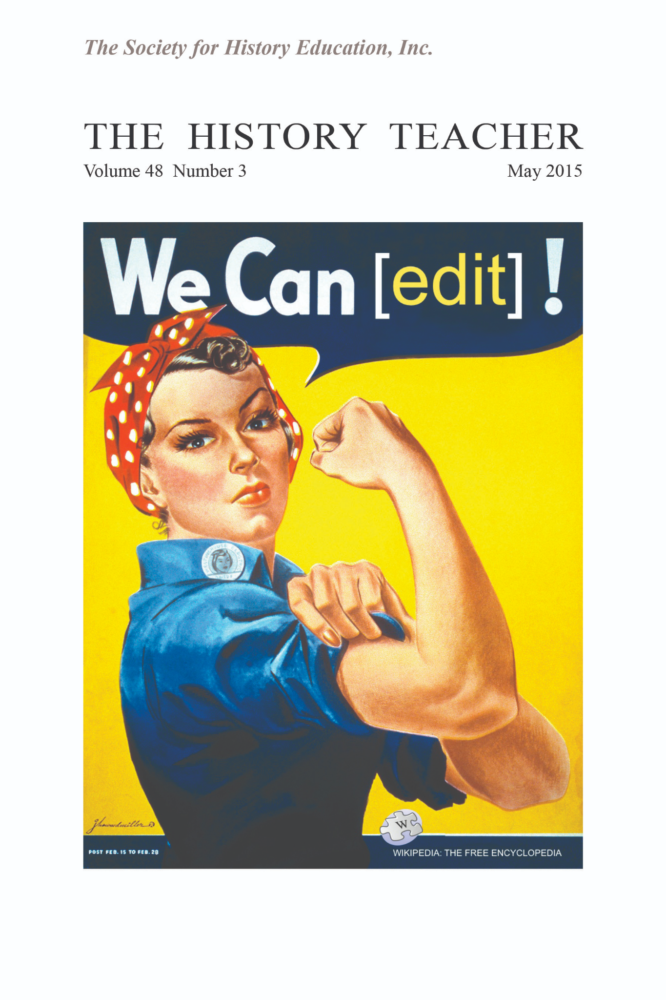 The Society for History Education, Inc.
THE HISTORY TEACHER
Volume 48 Number 3
May 2015
We Can [edit] !
J. Howard Miller
W
POST FEB. 15 TO FEB. 28
WIKIPEDIA: THE FREE ENCYCLOPEDIA